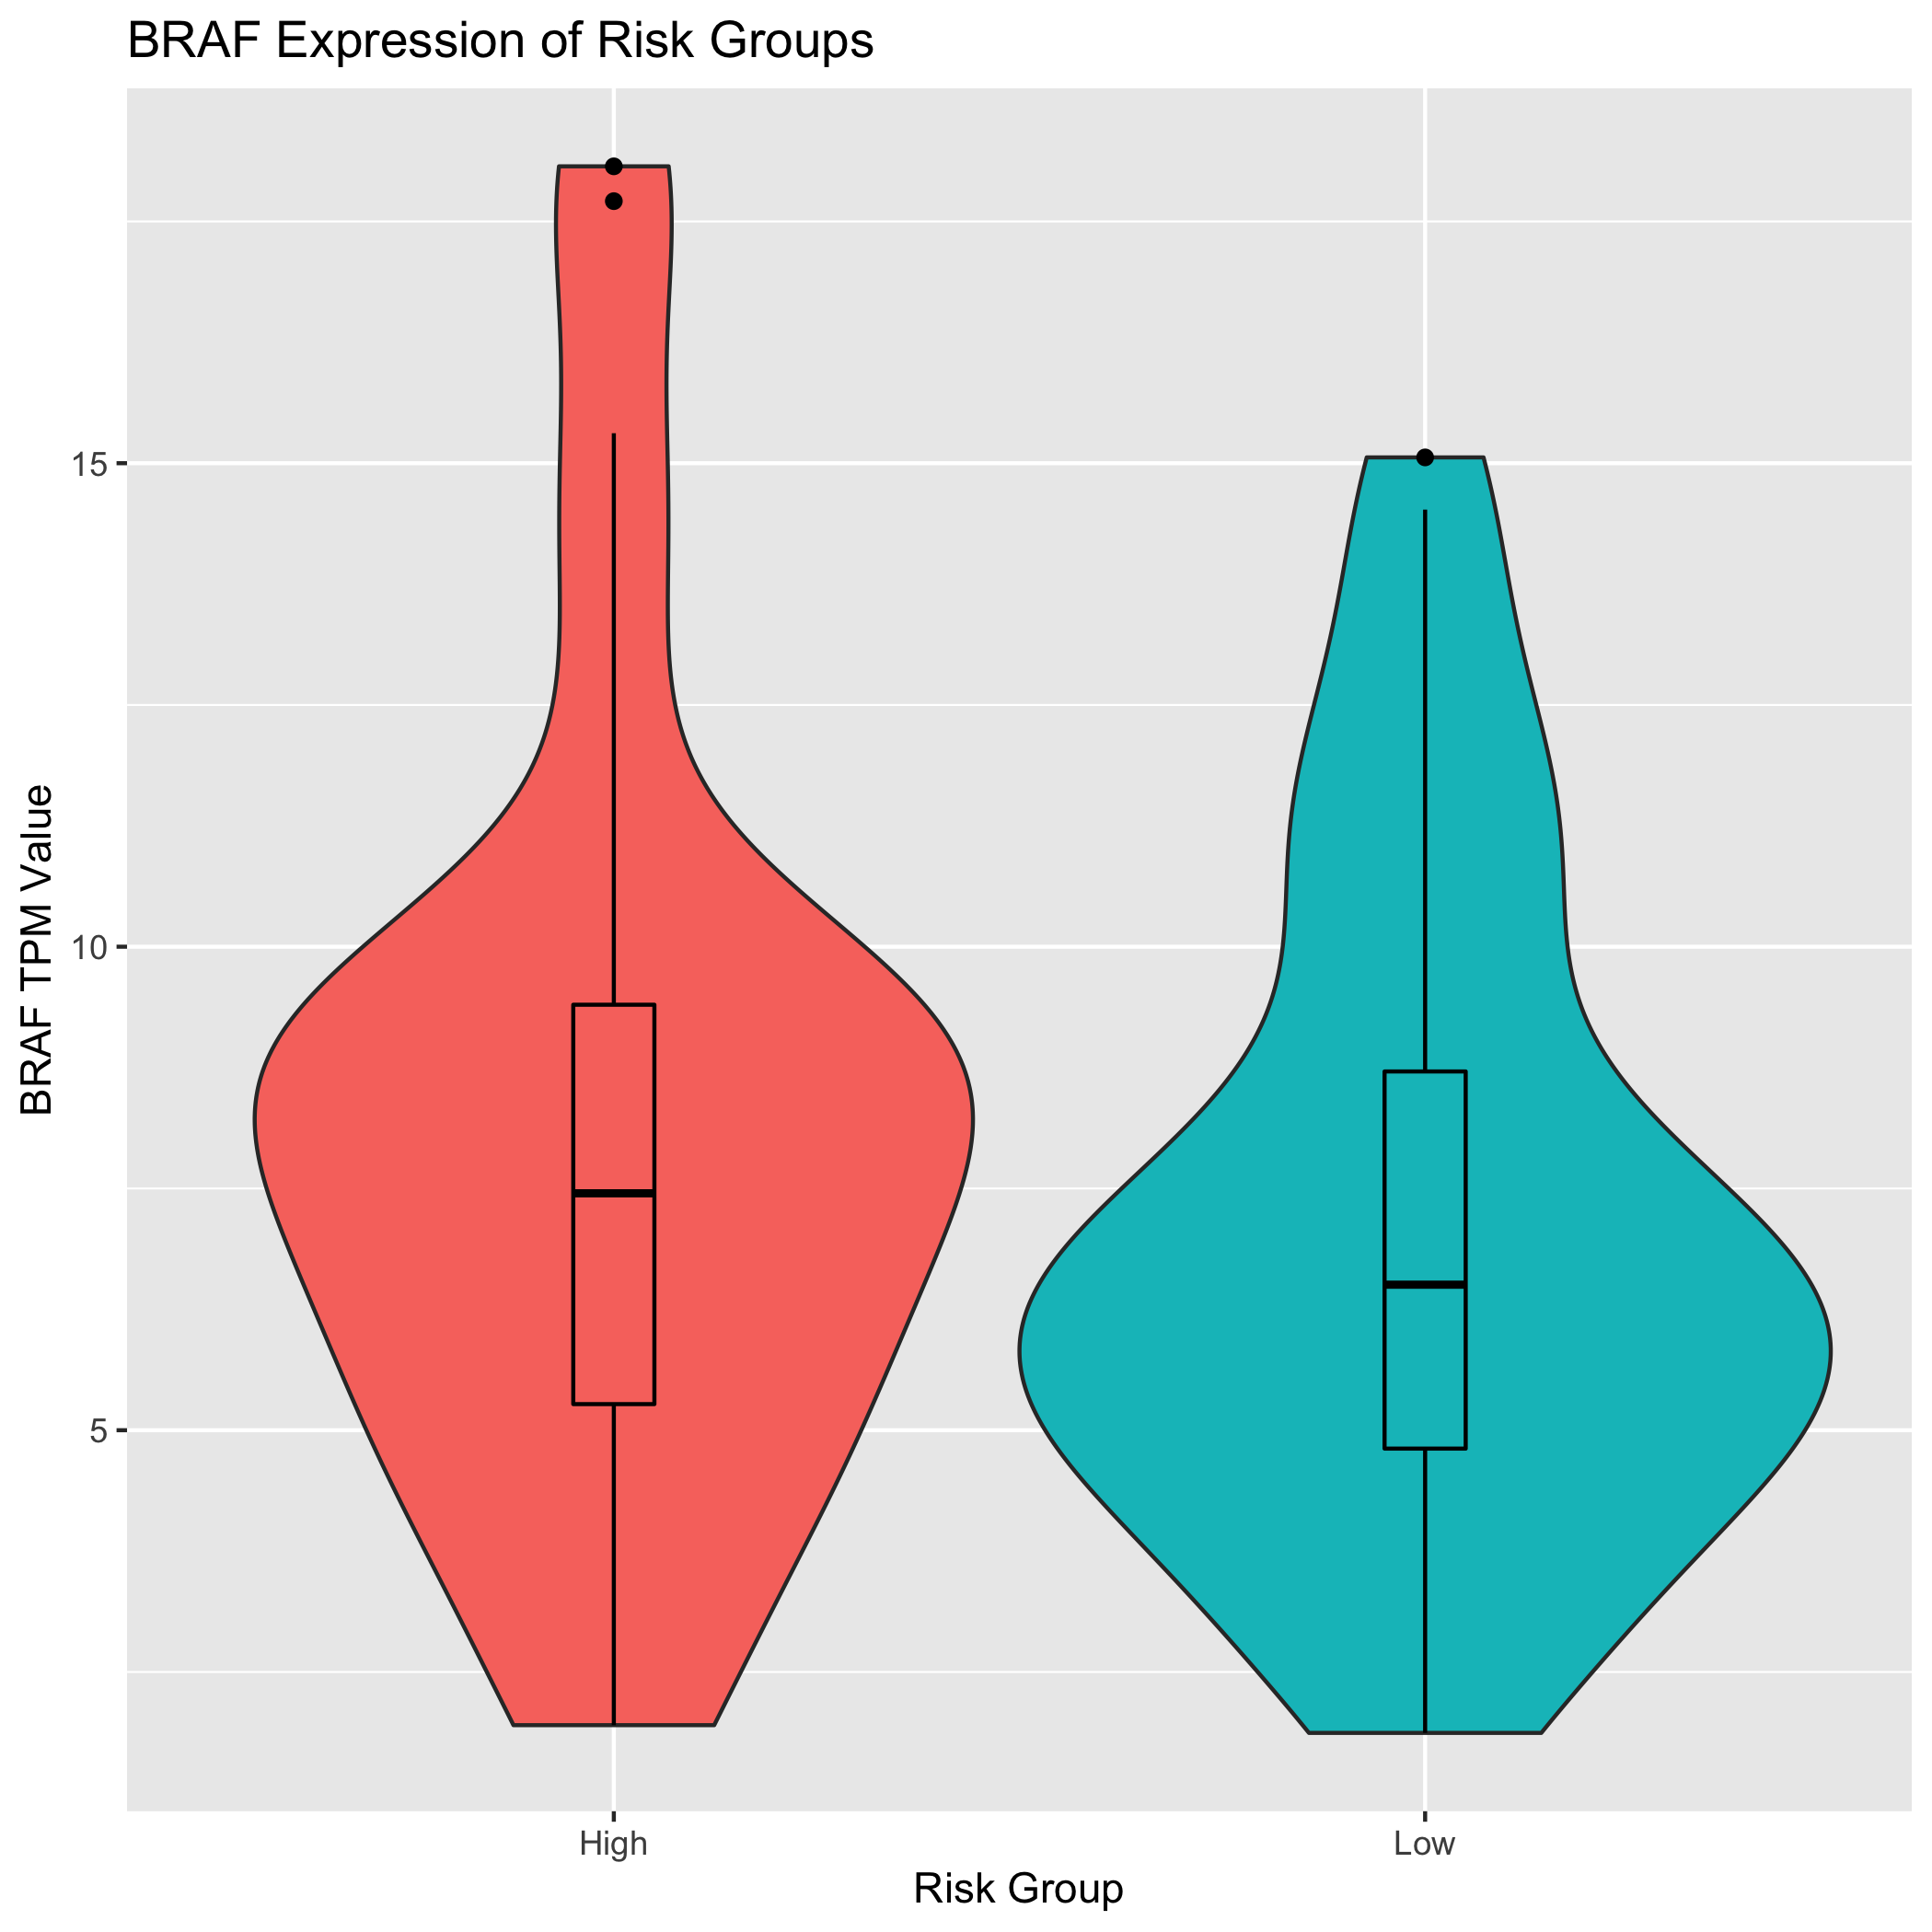 BRAF Expression of Risk Groups
BRAF TPM Value
15
10
5
High
Low
Risk Group